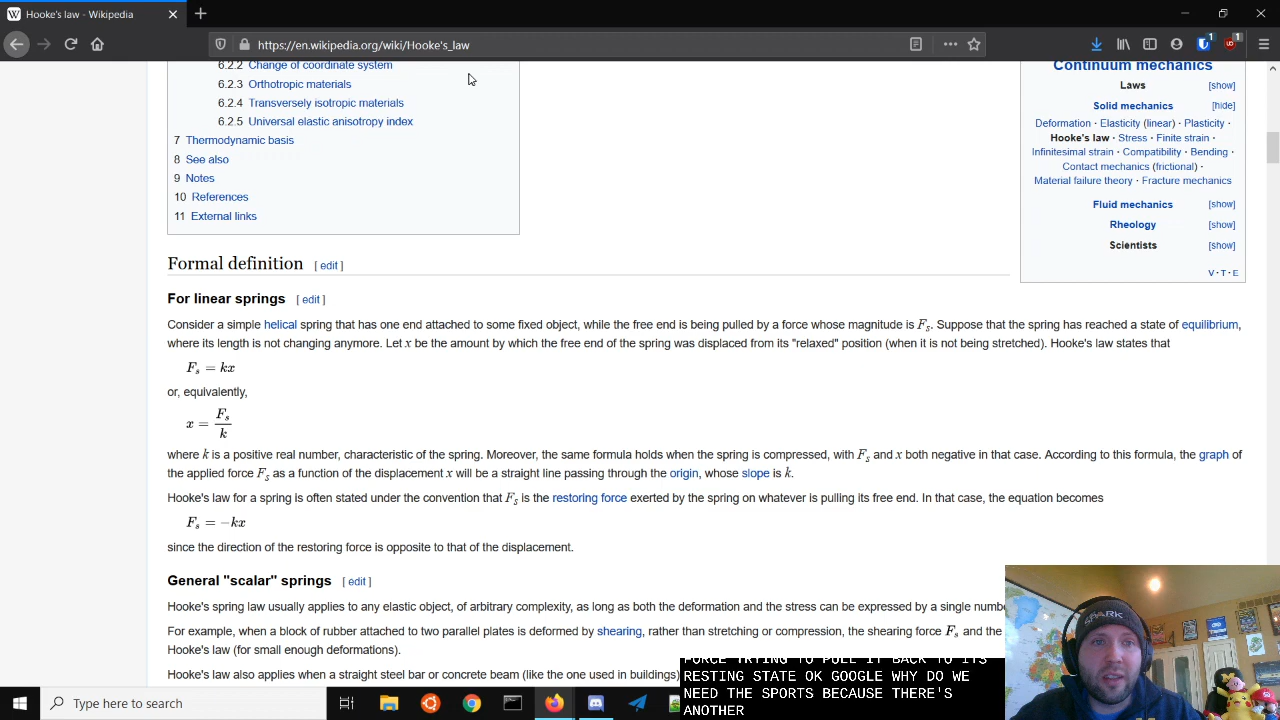 Hooke's law - Wikipedia
https://en.wikipedia.org/wiki/Hooke's_law
1
1
6.2.2 Change of coordinate system
6.2.3 Orthotropic materials
6.2.4 Transversely isotropic materials
6.2.5 Universal elastic anisotropy index
7 Thermodynamic basis
8 See also
9 Notes
10 References
11 External links
Continuum mechanics
Laws [show]
Solid mechanics [hide]
Deformation · Elasticity (linear) · Plasticity ·
Hooke's law · Stress · Finite strain ·
Infinitesimal strain · Compatibility · Bending ·
Contact mechanics (frictional) ·
Material failure theory · Fracture mechanics
Fluid mechanics [show]
Rheology [show]
Scientists [show]
V · T · E
Formal definition [ edit ]
For linear springs [ edit ]
Consider a simple helical spring that has one end attached to some fixed object, while the free end is being pulled by a force whose magnitude is Fs. Suppose that the spring has reached a state of equilibrium,
where its length is not changing anymore. Let x be the amount by which the free end of the spring was displaced from its "relaxed" position (when it is not being stretched). Hooke's law states that
Fs = kx
or, equivalently,
x = Fs/k
where k is a positive real number, characteristic of the spring. Moreover, the same formula holds when the spring is compressed, with Fs and x both negative in that case. According to this formula, the graph of
the applied force Fs as a function of the displacement x will be a straight line passing through the origin, whose slope is k.
Hooke's law for a spring is often stated under the convention that Fs is the restoring force exerted by the spring on whatever is pulling its free end. In that case, the equation becomes
Fs = −kx
since the direction of the restoring force is opposite to that of the displacement.
General "scalar" springs [ edit ]
Hooke's spring law usually applies to any elastic object, of arbitrary complexity, as long as both the deformation and the stress can be expressed by a single numbe
For example, when a block of rubber attached to two parallel plates is deformed by shearing, rather than stretching or compression, the shearing force Fs and the
Hooke's law (for small enough deformations).
Hooke's law also applies when a straight steel bar or concrete beam (like the one used in buildings)
FORCE TRYING TO PULL IT BACK TO ITS
RESTING STATE OK GOOGLE WHY DO WE
NEED THE SPORTS BECAUSE THERE'S
ANOTHER
Type here to search